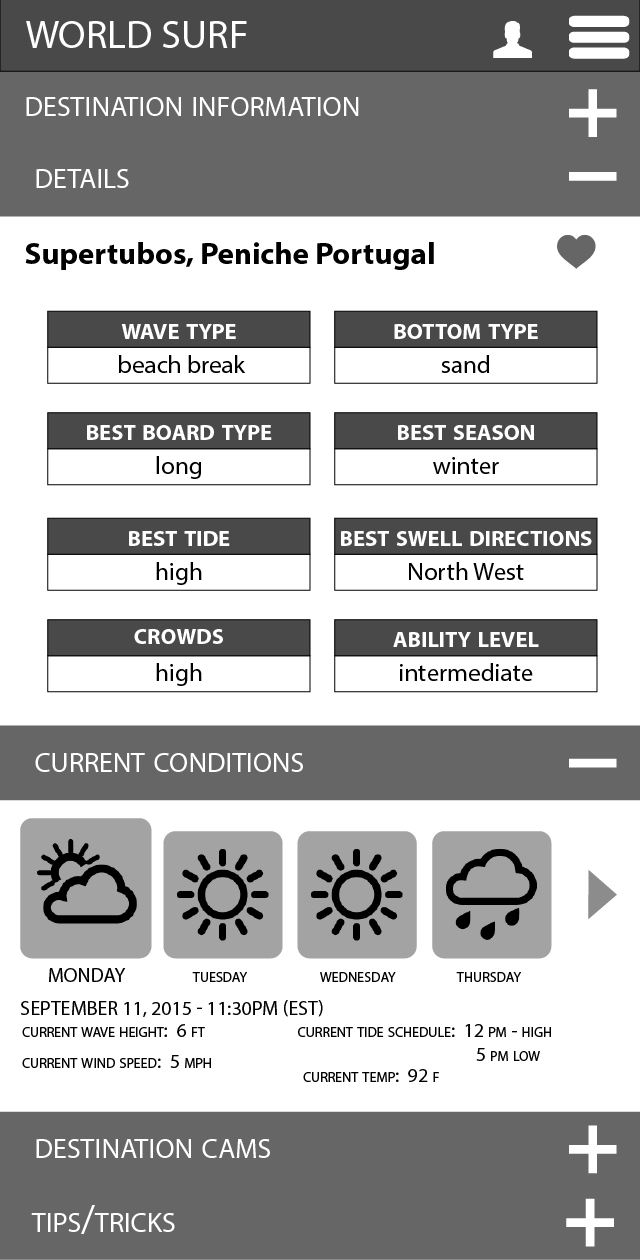 WORLD SURF
DESTINATION INFORMATION
DETAILS
Supertubos, Peniche Portugal
WAVE TYPE
beach break
BOTTOM TYPE
sand
BEST BOARD TYPE
long
BEST SEASON
winter
BEST TIDE
high
BEST SWELL DIRECTIONS
North West
CROWDS
high
ABILITY LEVEL
intermediate
CURRENT CONDITIONS
MONDAY
TUESDAY
WEDNESDAY
THURSDAY
SEPTEMBER 11, 2015 - 11:30PM (EST)
CURRENT WAVE HEIGHT: 6 FT
CURRENT WIND SPEED: 5 MPH
CURRENT TIDE SCHEDULE: 12 PM - HIGH
5 PM LOW
CURRENT TEMP: 92 F
DESTINATION CAMS
TIPS/TRICKS